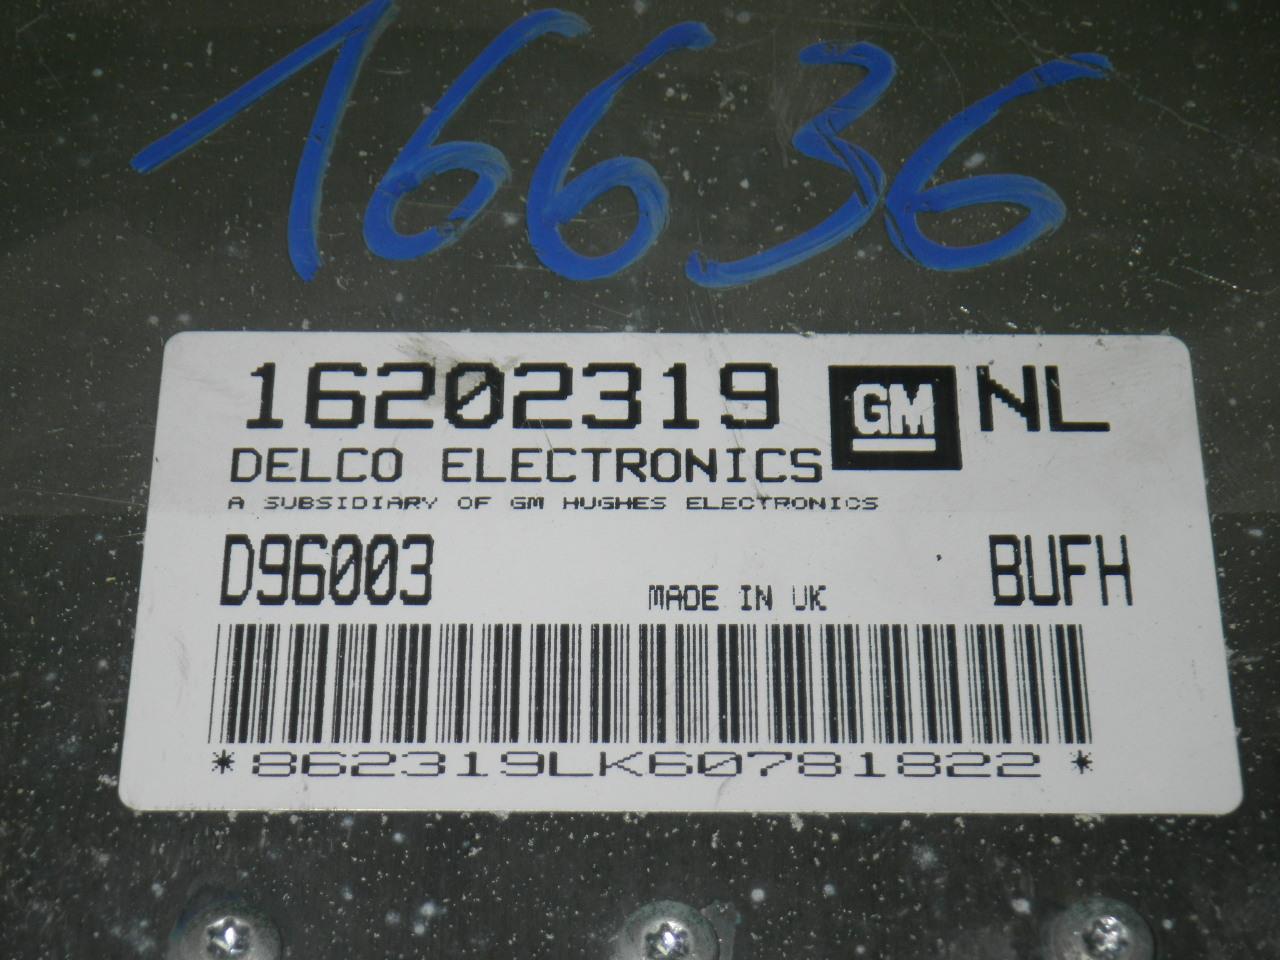 16636
16202319 GM NL
DELCO ELECTRONICS
A SUBSIDIARY OF GM HUGHES ELECTRONICS
D96003 MADE IN UK BUFH
*862319LK60781822*